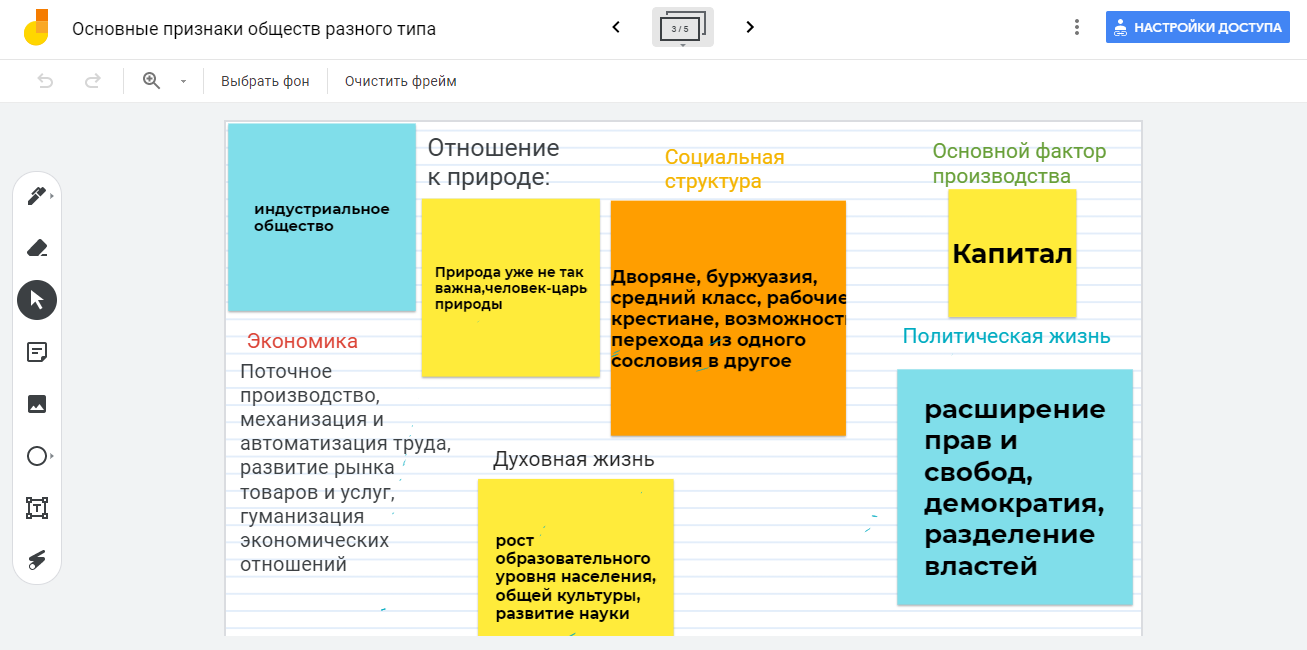 Основные признаки обществ разного типа
3 / 5
НАСТРОЙКИ ДОСТУПА
Выбрать фон
Очистить фрейм
индустриальное
общество
Отношение
к природе:
Природа уже не так
важна,человек-царь
природы
Социальная
структура
Дворяне, буржуазия,
средний класс, рабочие
крестиане, возможност
перехода из одного
сословия в другое
Основной фактор
производства
Капитал
Экономика
Поточное
производство,
механизация и
автоматизация труда,
развитие рынка
товаров и услуг,
гуманизация
экономических
отношений
Духовная жизнь
рост
образовательного
уровня населения,
общей культуры,
развитие науки
Политическая жизнь
расширение
прав и
свобод,
демократия,
разделение
властей